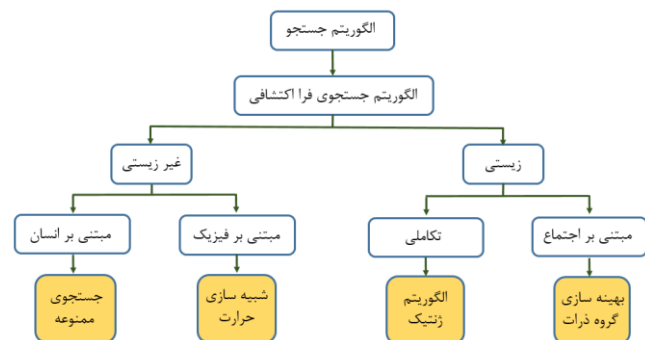 الگوریتم جستجو
الگوریتم جستجوی فرا اکتشافی
زیستی
غیر زیستی
مبتنی بر اجتماع
تکاملی
مبتنی بر فیزیک
مبتنی بر انسان
بهینه سازی
گروه ذرات
الگوریتم
ژنتیک
شبیه سازی
حرارت
جستجوی
ممنوعه